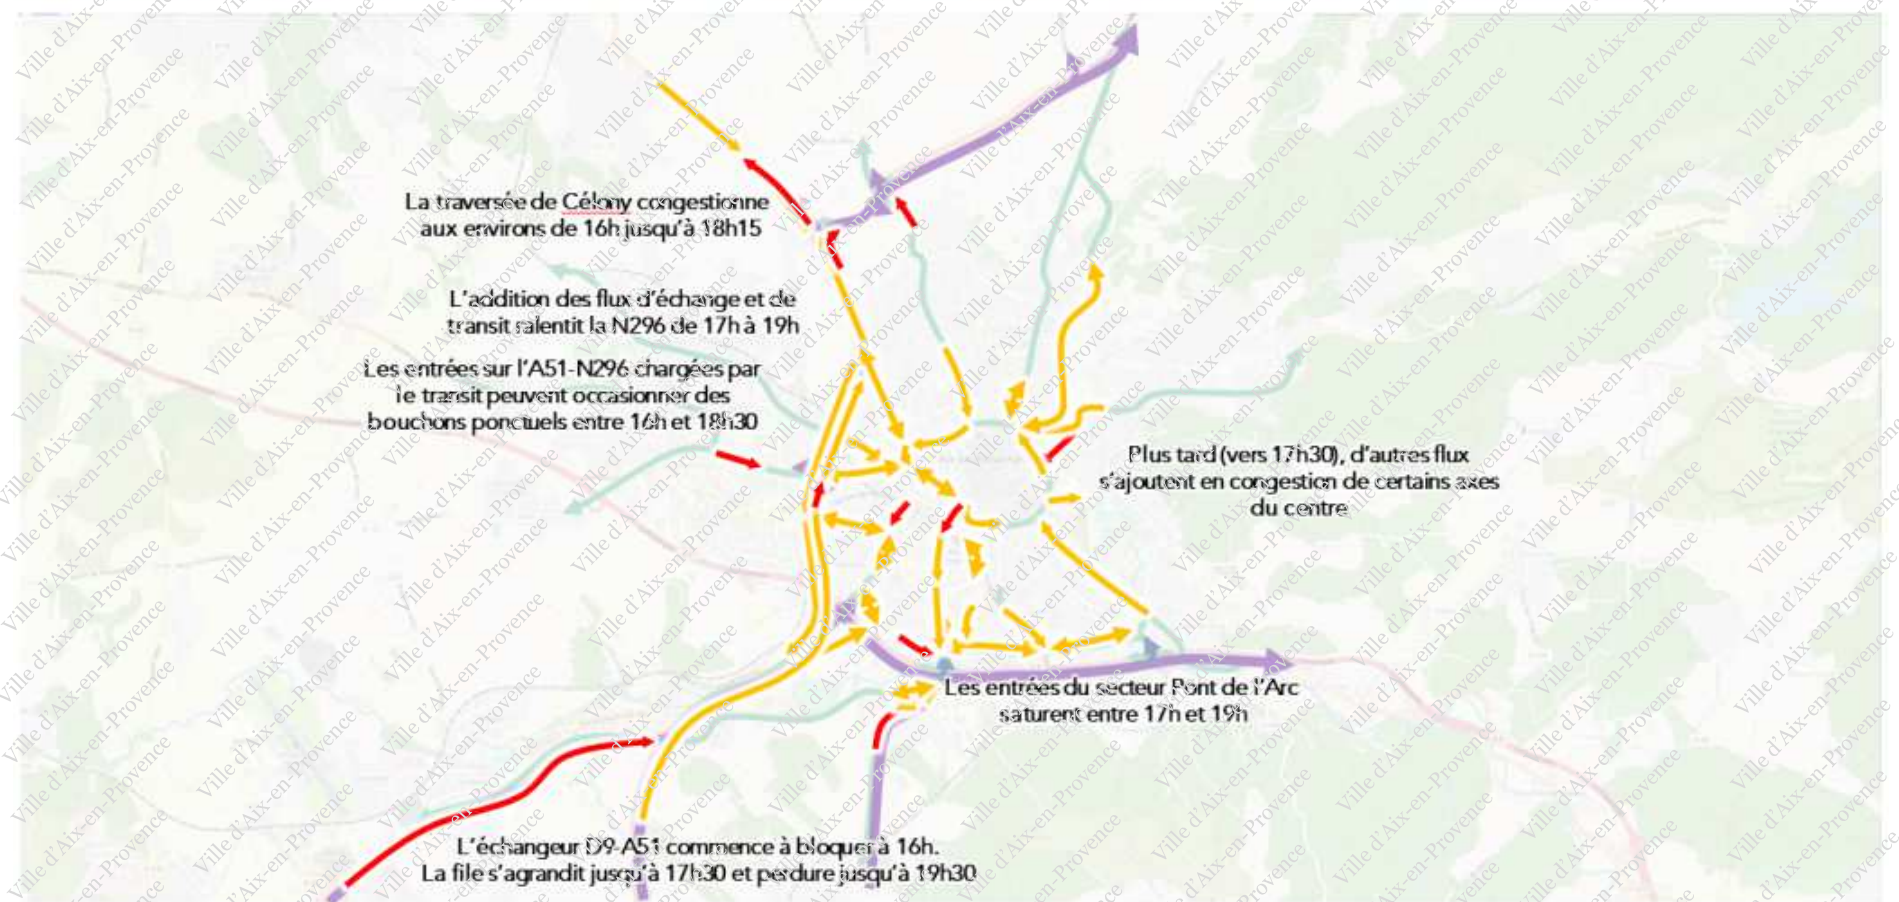 La traversée de Célony congestionne
aux environs de 16h jusqu'à 18h15
L'addition des flux d'échange et de
transit ralentit la N296 de 17h à 19h
Les entrées sur l'A51-N296 chargées par
le transit peuvent occasionner des
bouchons ponctuels entre 16h et 18h30
Plus tard (vers 17h30), d'autres flux
s'ajoutent en congestion de certains axes
du centre
Les entrées du secteur Pont de l'Arc
saturent entre 17h et 19h
L'échangeur D9-A51 commence à bloquer à 16h.
La file s'agrandit jusqu'à 17h30 et perdure jusqu'à 19h30
Ville d'Aix-en-Provence